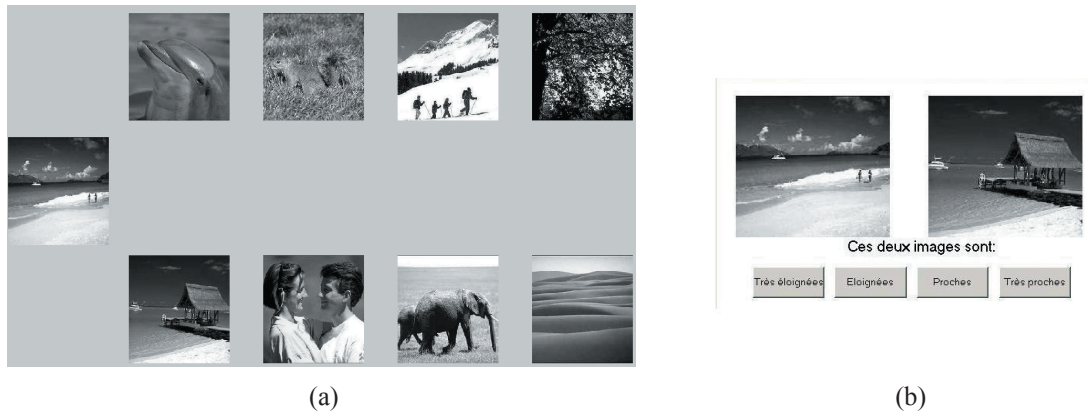 Ces deux images sont:
Très éloignées Eloignées Proches Très proches
(a) (b)